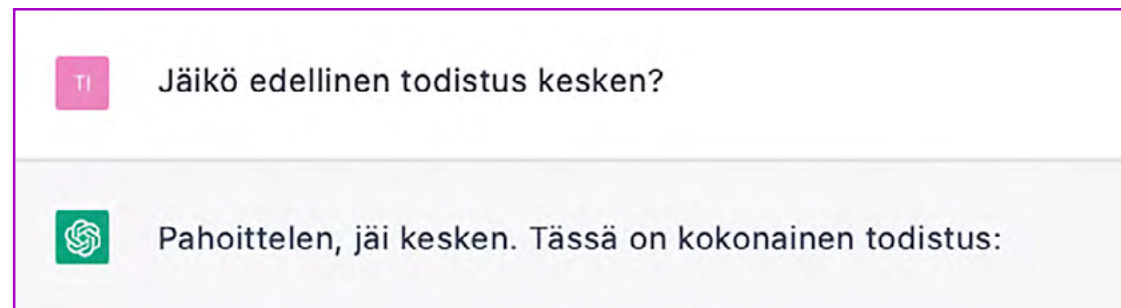 TI
Jäikö edellinen todistus kesken?
Pahoittelen, jäi kesken. Tässä on kokonainen todistus: